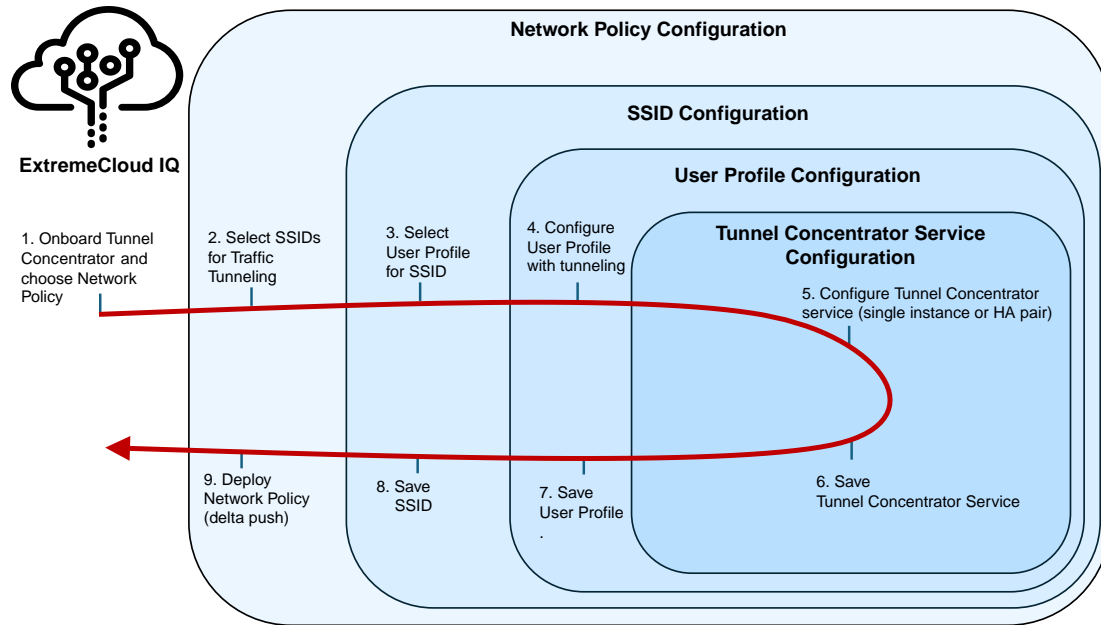 Network Policy Configuration
SSID Configuration
User Profile Configuration
Tunnel Concentrator Service
Configuration
ExtremeCloud IQ
1. Onboard Tunnel
Concentrator and
choose Network
Policy
2. Select SSIDs
for Traffic
Tunneling
3. Select
User Profile
for SSID
4. Configure
User Profile
with tunneling
5. Configure Tunnel Concentrator
service (single instance or HA pair)
6. Save
Tunnel Concentrator Service
7. Save
User Profile
.
8. Save
SSID
9. Deploy
Network Policy
(delta push)